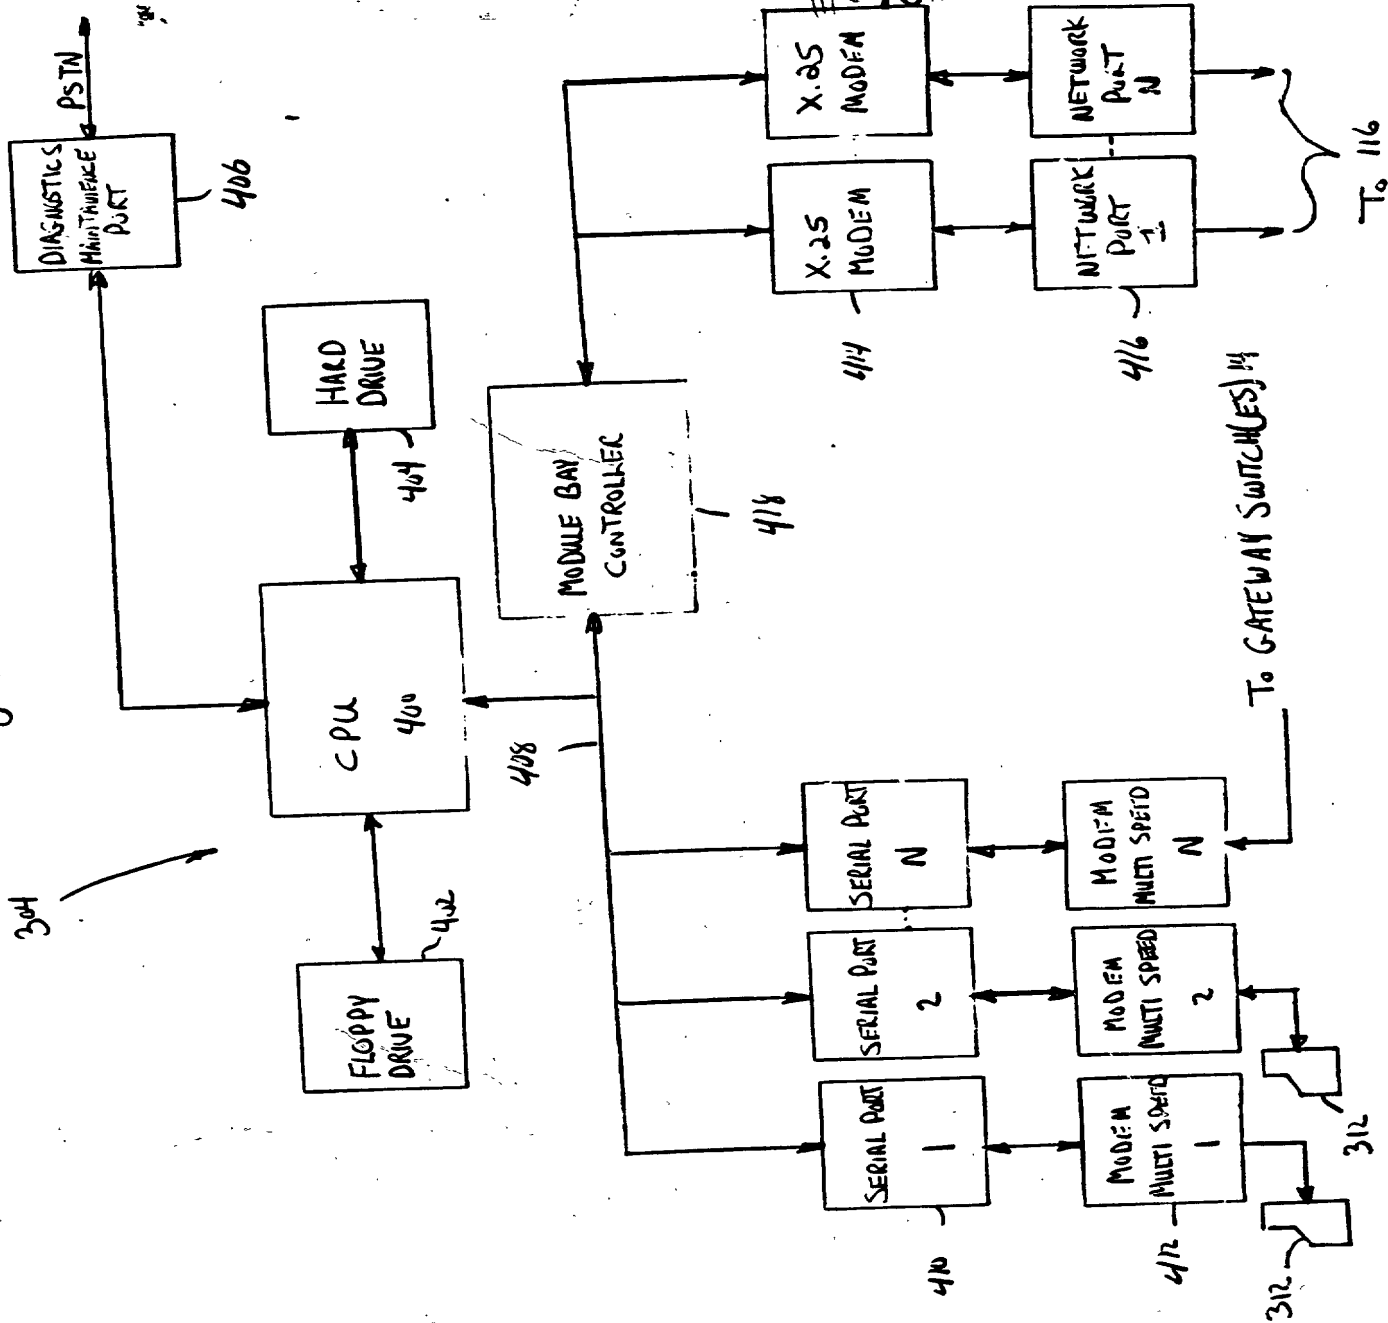 304
FLOPPY
DRIVE
402
CPU
400
HARD
DRIVE
404
DIAGNOSTICS
MAINTAVIENCE
PORT
406
PSTN
408
MODULE BAY
CONTROLLER
418
SERIAL PORT
1
410
SERIAL PORT
2
SERIAL PORT
N
MODEM
MULTI SPEED
1
412
MODEM
MULTI SPEED
2
MODEM
MULTI SPEED
N
312
312
To GATEWAY SWITCH(ES) 114
X.25
MODEM
414
X.25
MODEM
NETWORK
PORT
1
416
NETWORK
PORT
N
To 116